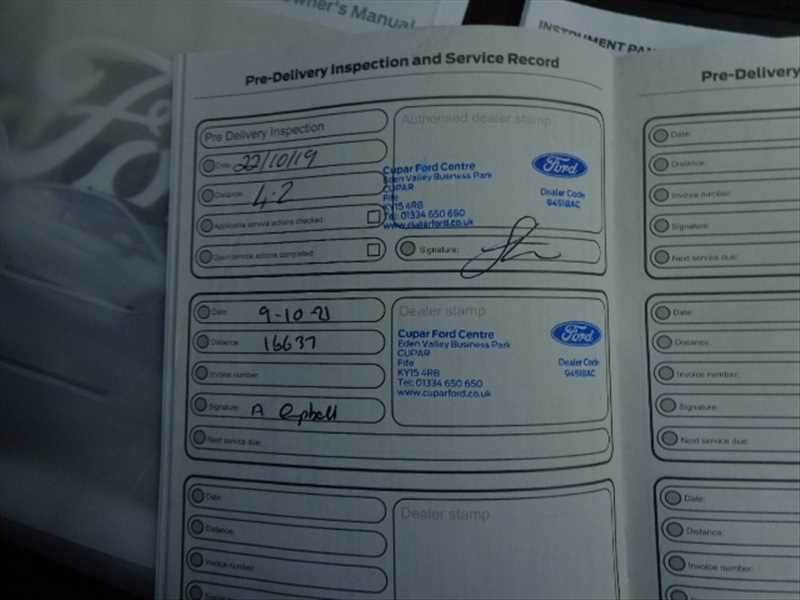 wner's Manual
INSTRUMENT PAN
Pre-Delivery Inspection and Service Record
Pre Delivery Inspection
Date: 22/10/19
Distance: 4.2
Applicable service actions checked:
Open service actions completed:
Authorised dealer stamp
Cupar Ford Centre
Eden Valley Business Park
CUPAR
Fife
KY15 4RB
Tel: 01334 650 650
www.cuparford.co.uk
Ford
Dealer Code
Signature:
Date: 9-10-21
Distance: 16637
Invoice number:
Signature: A
Next service due:
Dealer stamp
Cupar Ford Centre
Eden Valley Business Park
CUPAR
Fife
KY15 4RB
Tel: 01334 650 650
www.cuparford.co.uk
Ford
Dealer Code
Date:
Distance:
Invoice number:
Dealer stamp
Pre-Delivery
Date:
Distance:
Invoice number:
Signature:
Next service due:
Date:
Distance:
Invoice number:
Signature:
Next service due:
Date:
Distance:
Invoice number: